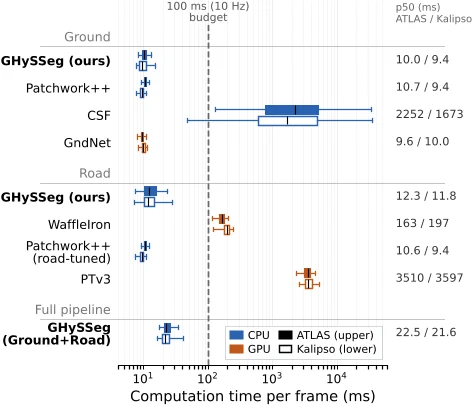 100 ms (10 Hz)
budget
p50 (ms)
ATLAS / Kalipso
Ground
GHySSeg (ours)
10.0 / 9.4
Patchwork++
10.7 / 9.4
CSF
2252 / 1673
GndNet
9.6 / 10.0
Road
GHySSeg (ours)
12.3 / 11.8
WaffleIron
163 / 197
Patchwork++
(road-tuned)
10.6 / 9.4
PTv3
3510 / 3597
Full pipeline
GHySSeg
(Ground+Road)
22.5 / 21.6
CPU
GPU
ATLAS (upper)
Kalipso (lower)
10¹ 10² 10³ 10⁴
Computation time per frame (ms)